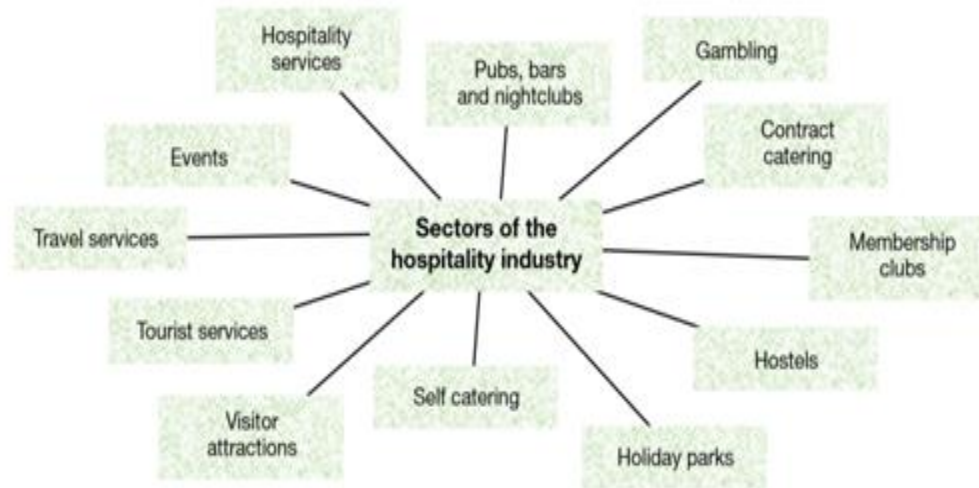 Hospitality
services
Pubs, bars
and nightclubs
Gambling
Contract
catering
Events
Travel services
Sectors of the
hospitality industry
Membership
clubs
Tourist services
Hostels
Self catering
Visitor
attractions
Holiday parks